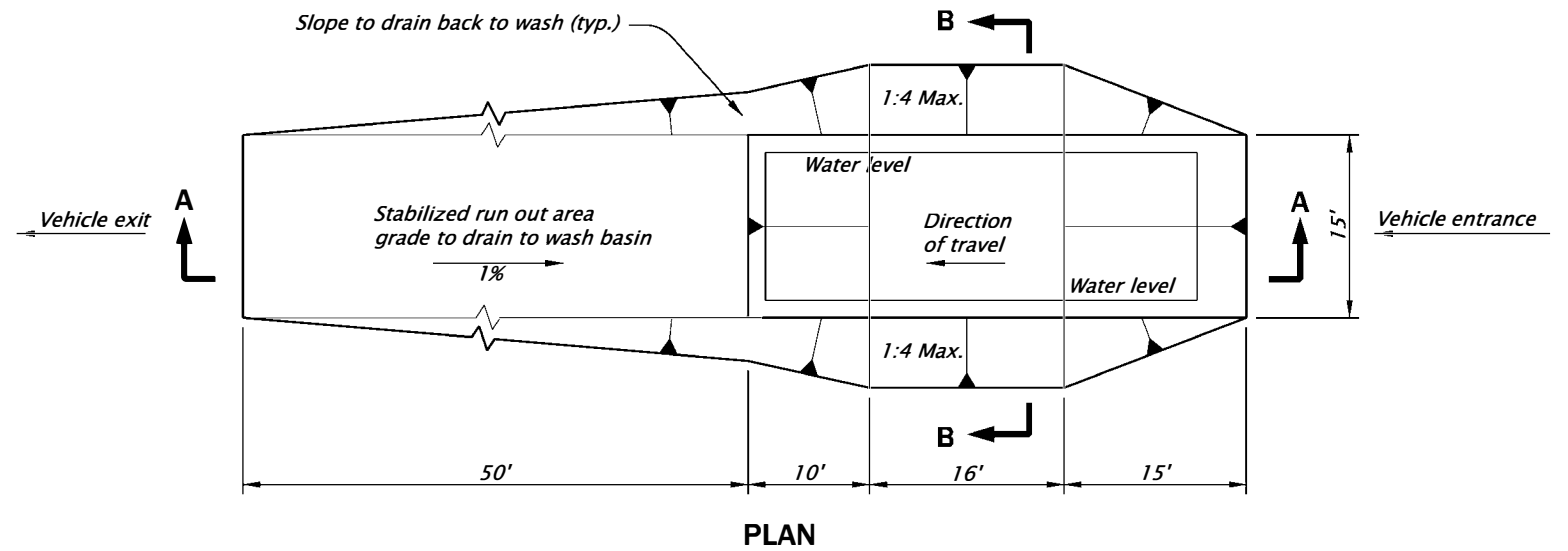 Slope to drain back to wash (typ.)
B
1:4 Max.
Water level
A
Vehicle exit
Stabilized run out area
grade to drain to wash basin
1%
Direction
of travel
A
15'
Vehicle entrance
Water level
1:4 Max.
B
50'
10'
16'
15'
PLAN